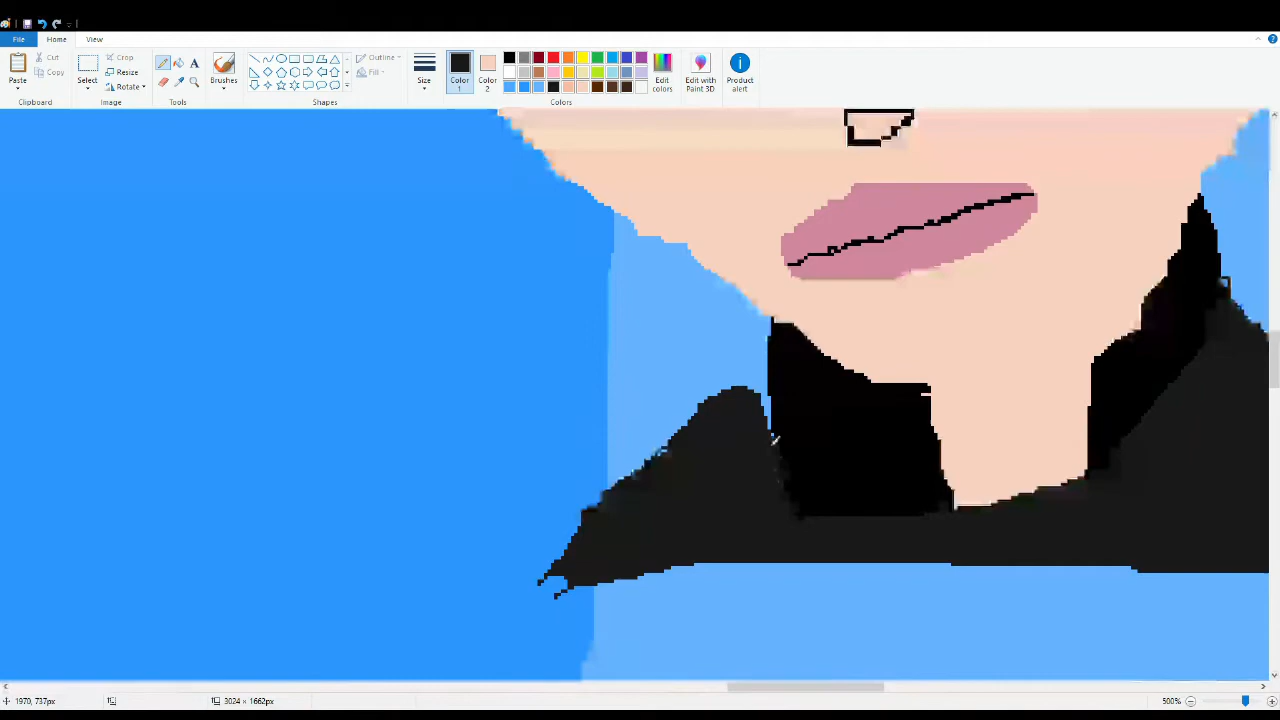 File Home View
Paste
Cut
Copy
Clipboard
Select
Crop
Resize
Rotate
Image
A
Tools
Brushes
Shapes
Outline
Fill
Size
Color 1
Color 2
Colors
Edit colors
Edit with Paint 3D
Product alert
1970, 737px
3024 × 1662px
500%